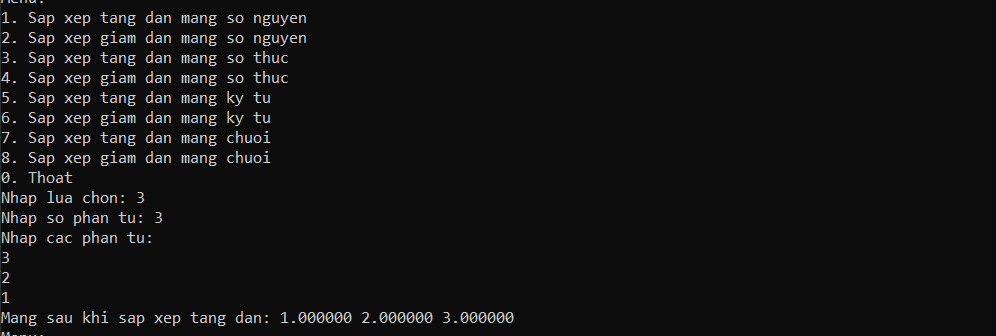 Menu:
1. Sap xep tang dan mang so nguyen
2. Sap xep giam dan mang so nguyen
3. Sap xep tang dan mang so thuc
4. Sap xep giam dan mang so thuc
5. Sap xep tang dan mang ky tu
6. Sap xep giam dan mang ky tu
7. Sap xep tang dan mang chuoi
8. Sap xep giam dan mang chuoi
0. Thoat
Nhap lua chon: 3
Nhap so phan tu: 3
Nhap cac phan tu:
3
2
1
Mang sau khi sap xep tang dan: 1.000000 2.000000 3.000000
Menu: